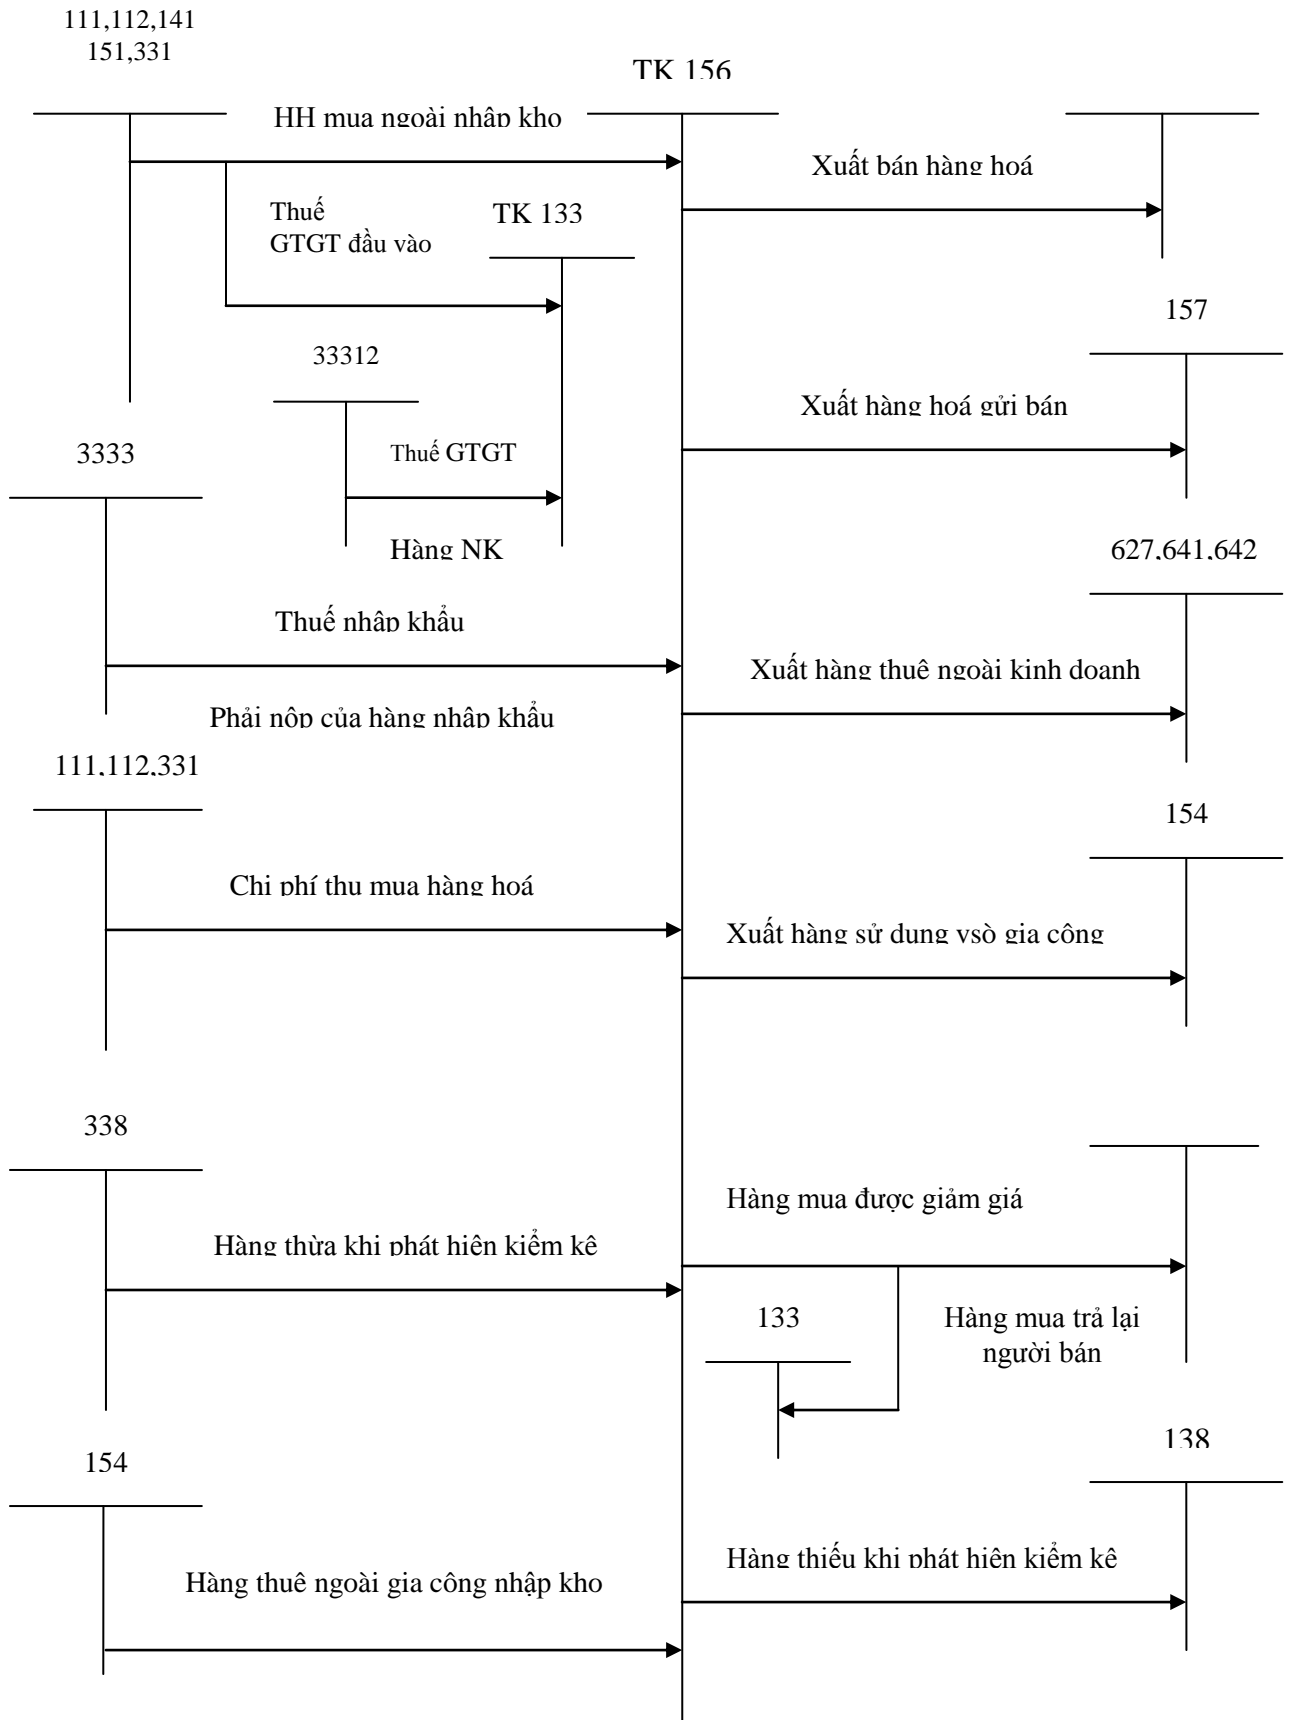 111,112,141
151,331
TK 156
HH mua ngoài nhập kho
Xuất bán hàng hoá
Thuế
GTGT đầu vào
TK 133
157
33312
Xuất hàng hoá gửi bán
3333
Thuế GTGT
Hàng NK
627,641,642
Thuế nhập khẩu
Xuất hàng thuê ngoài kinh doanh
Phải nộp của hàng nhập khẩu
111,112,331
154
Chi phí thu mua hàng hoá
Xuất hàng sử dụng vsò gia công
338
Hàng mua được giảm giá
Hàng thừa khi phát hiện kiểm kê
133
Hàng mua trả lại
người bán
138
154
Hàng thiếu khi phát hiện kiểm kê
Hàng thuê ngoài gia công nhập kho